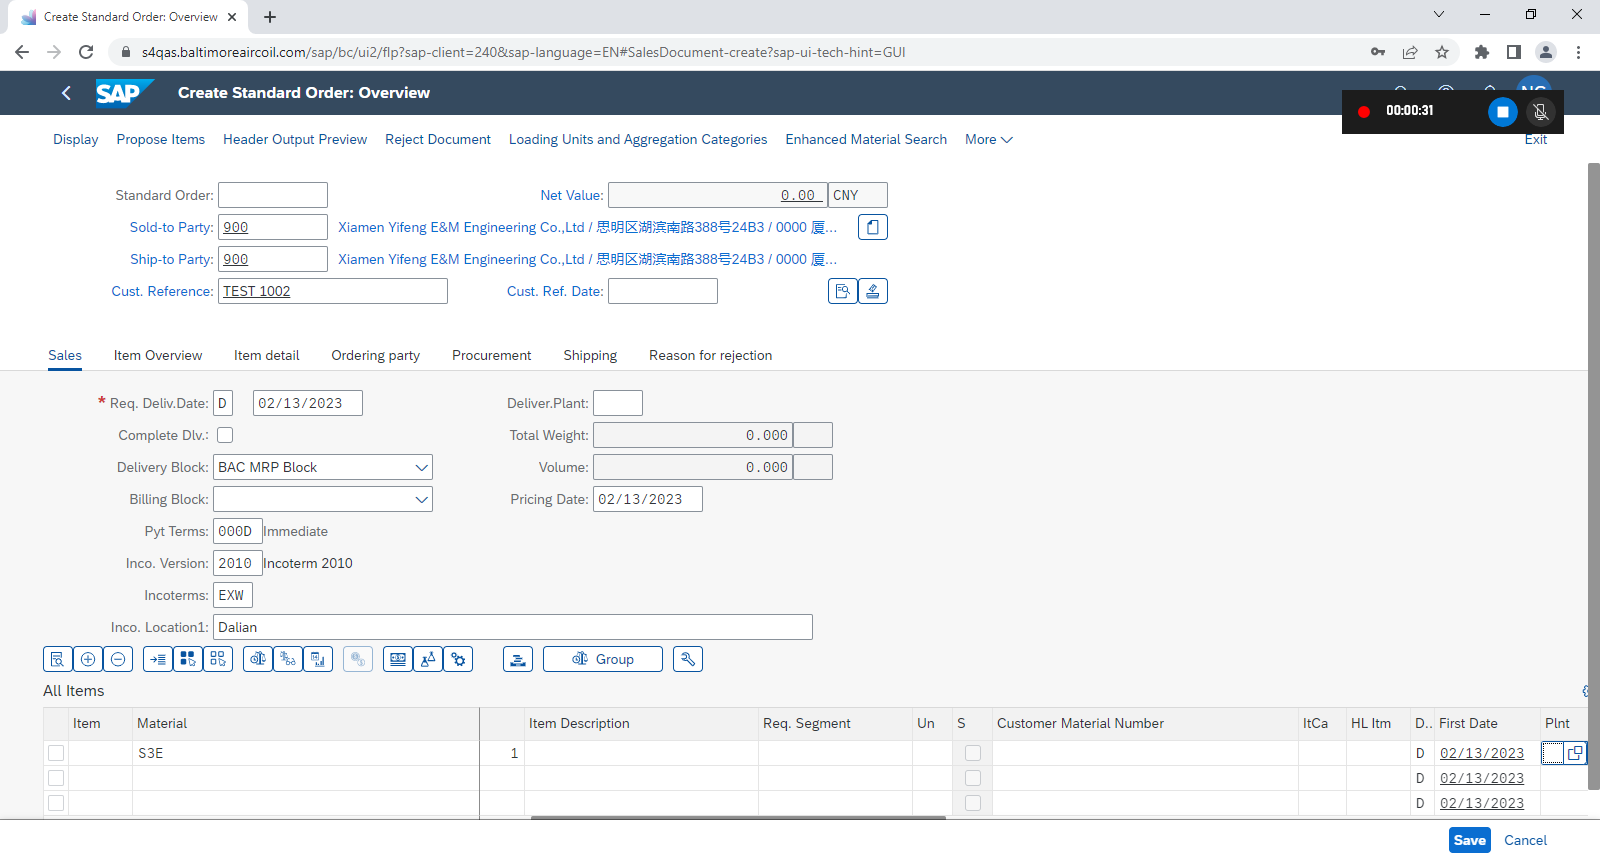 Create Standard Order: Overview
s4qas.baltimoreaircoil.com/sap/bc/ui2/flp?sap-client=240&sap-language=EN#SalesDocument-create?sap-ui-tech-hint=GUI
SAP Create Standard Order: Overview
00:00:31
Display Propose Items Header Output Preview Reject Document Loading Units and Aggregation Categories Enhanced Material Search More Exit
Standard Order: Net Value: 0.00 CNY
Sold-to Party: 900 Xiamen Yifeng E&M Engineering Co.,Ltd / 思明区湖滨南路388号24B3 / 0000 厦...
Ship-to Party: 900 Xiamen Yifeng E&M Engineering Co.,Ltd / 思明区湖滨南路388号24B3 / 0000 厦...
Cust. Reference: TEST 1002 Cust. Ref. Date:
Sales Item Overview Item detail Ordering party Procurement Shipping Reason for rejection
* Req. Deliv.Date: D 02/13/2023 Deliver.Plant:
Complete Dlv.: Total Weight: 0.000
Delivery Block: BAC MRP Block Volume: 0.000
Billing Block: Pricing Date: 02/13/2023
Pyt Terms: 000D Immediate
Inco. Version: 2010 Incoterm 2010
Incoterms: EXW
Inco. Location1: Dalian
Group
All Items
Item Material Item Description Req. Segment Un S Customer Material Number ItCa HL Itm D.. First Date Plnt
S3E 1 D 02/13/2023
D 02/13/2023
D 02/13/2023
Save Cancel